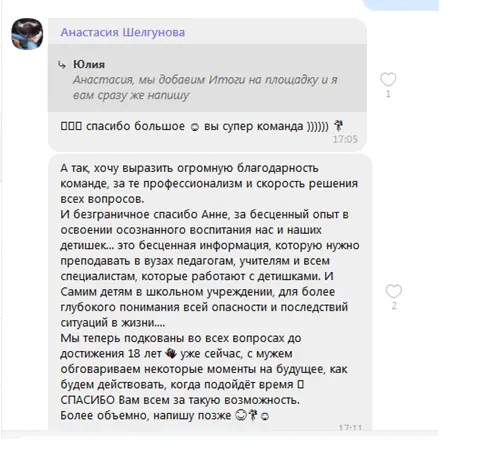 Анастасия Шелгунова
↳ Юлия
Анастасия, мы добавим Итоги на площадку и я
вам сразу же напишу
1
▯▯▯ спасибо большое ☺ вы супер команда )))))) 💐
17:05
А так, хочу выразить огромную благодарность
команде, за те профессионализм и скорость решения
всех вопросов.
И безграничное спасибо Анне, за бесценный опыт в
освоении осознанного воспитания нас и наших
детишек... это бесценная информация, которую нужно
преподавать в вузах педагогам, учителям и всем
специалистам, которые работают с детишками. И
Самим детям в школьном учреждении, для более
глубокого понимания всей опасности и последствий
ситуаций в жизни....
2
Мы теперь подкованы во всех вопросах до
достижения 18 лет 👏 уже сейчас, с мужем
обговариваем некоторые моменты на будущее, как
будем действовать, когда подойдёт время ▯
СПАСИБО Вам всем за такую возможность.
Более объемно, напишу позже ☺💐☺
17:11